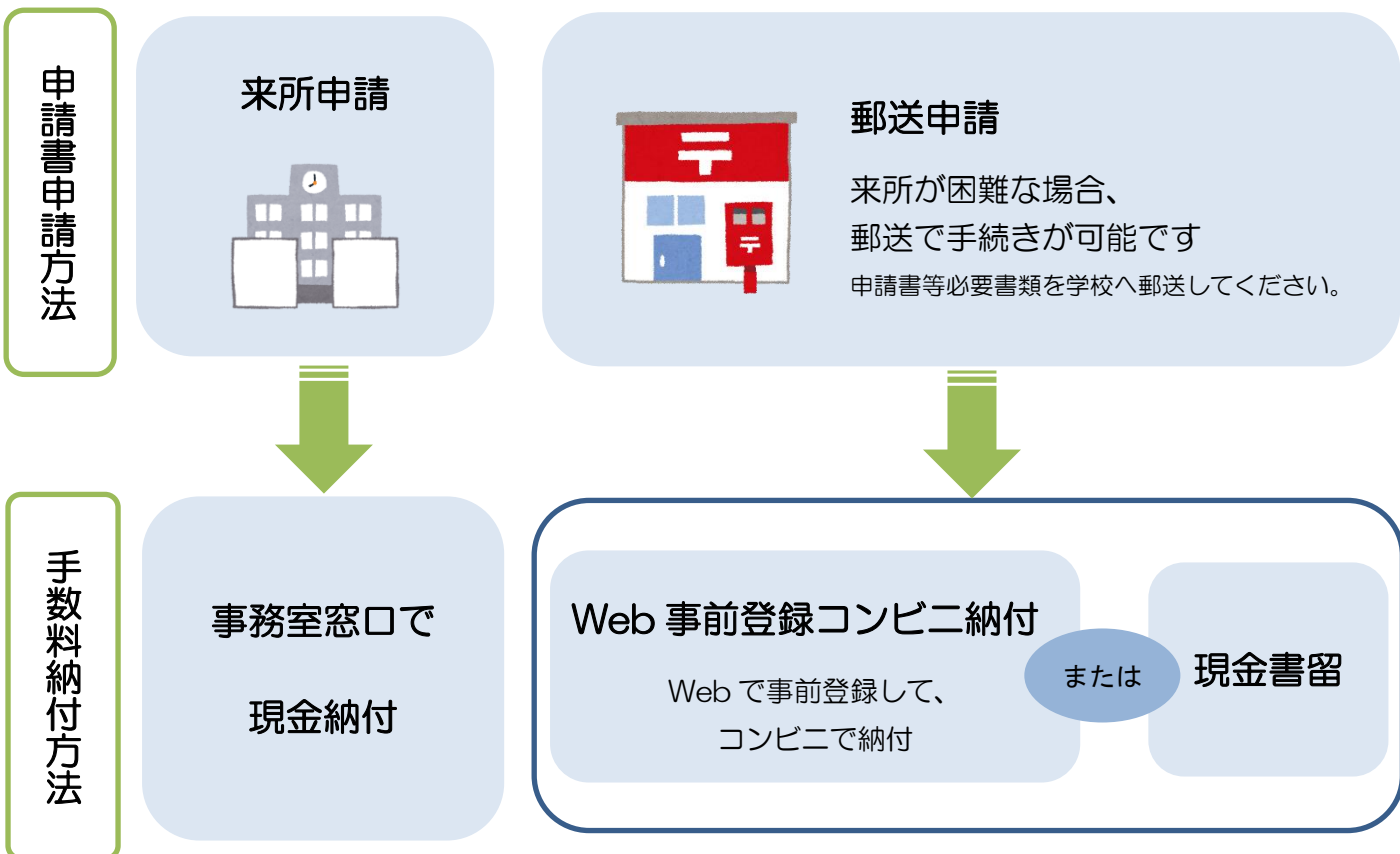 申請書申請方法
来所申請
郵送申請
来所が困難な場合、
郵送で手続きが可能です
申請書等必要書類を学校へ郵送してください。
手数料納付方法
事務室窓口で
現金納付
Web 事前登録コンビニ納付
Web で事前登録して、
コンビニで納付
または
現金書留